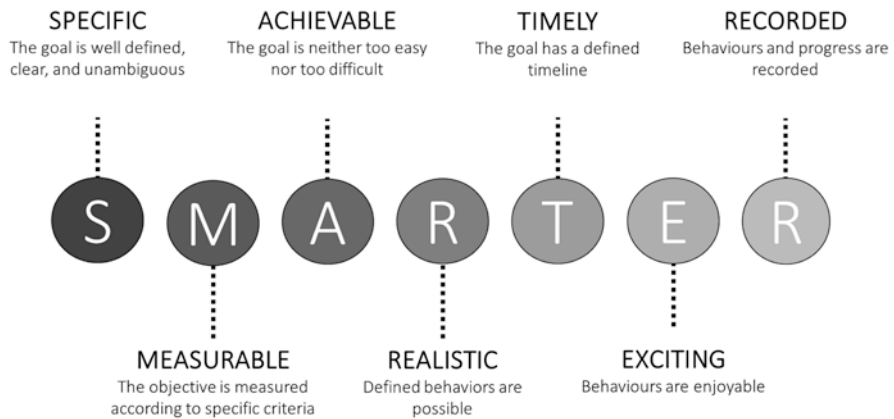 SPECIFIC
The goal is well defined,
clear, and unambiguous
ACHIEVABLE
The goal is neither too easy
nor too difficult
TIMELY
The goal has a defined
timeline
RECORDED
Behaviours and progress are
recorded
S M A R T E R
MEASURABLE
The objective is measured
according to specific criteria
REALISTIC
Defined behaviors are
possible
EXCITING
Behaviours are enjoyable